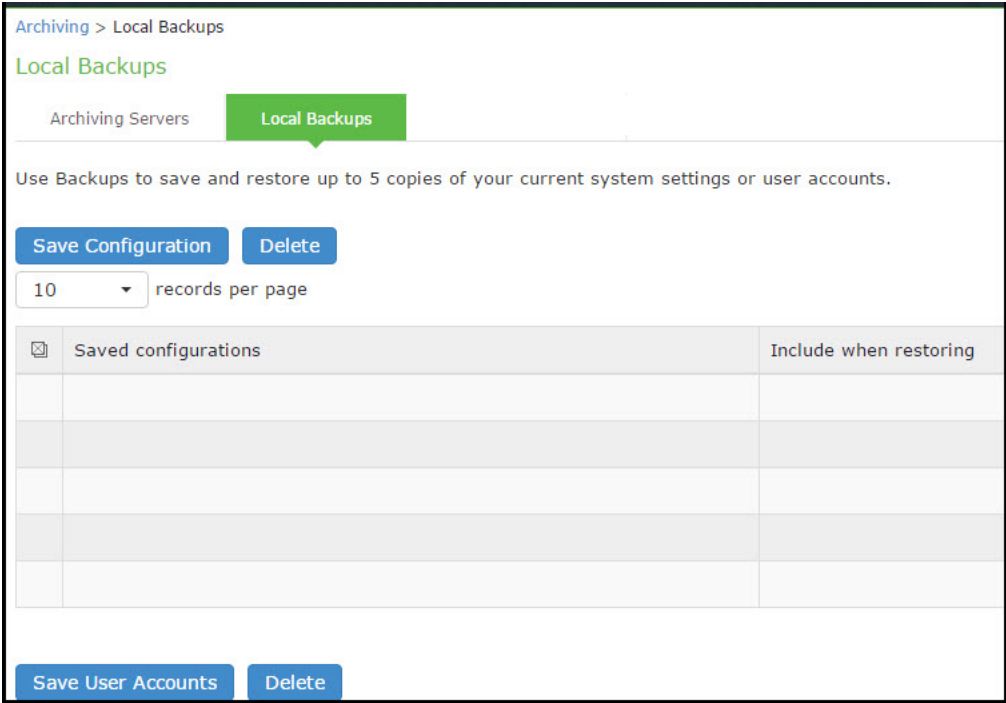 Archiving > Local Backups
Local Backups
Archiving Servers Local Backups
Use Backups to save and restore up to 5 copies of your current system settings or user accounts.
Save Configuration Delete
10 records per page
Saved configurations Include when restoring
Save User Accounts Delete